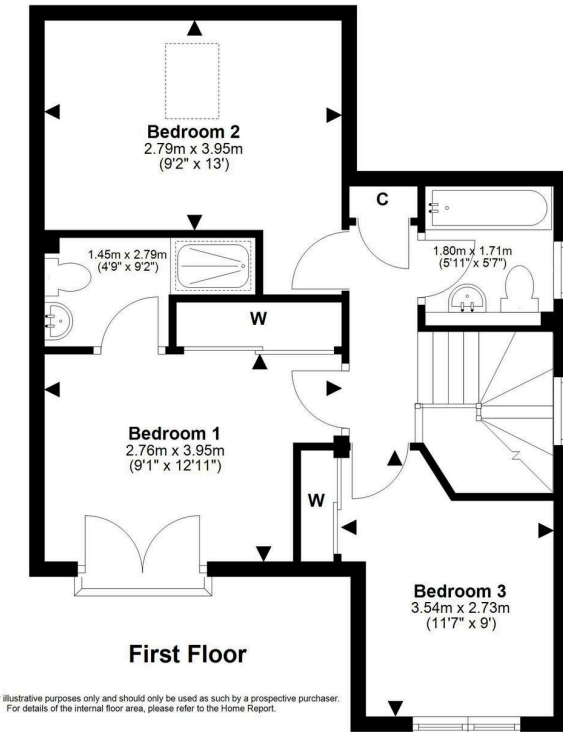 Bedroom 2
2.79m x 3.95m
(9'2" x 13')
C
1.45m x 2.79m
(4'9" x 9'2")
1.80m x 1.71m
(5'11" x 5'7")
W
Bedroom 1
2.76m x 3.95m
(9'1" x 12'11")
W
Bedroom 3
3.54m x 2.73m
(11'7" x 9')
First Floor
illustrative purposes only and should only be used as such by a prospective purchaser.
For details of the internal floor area, please refer to the Home Report.